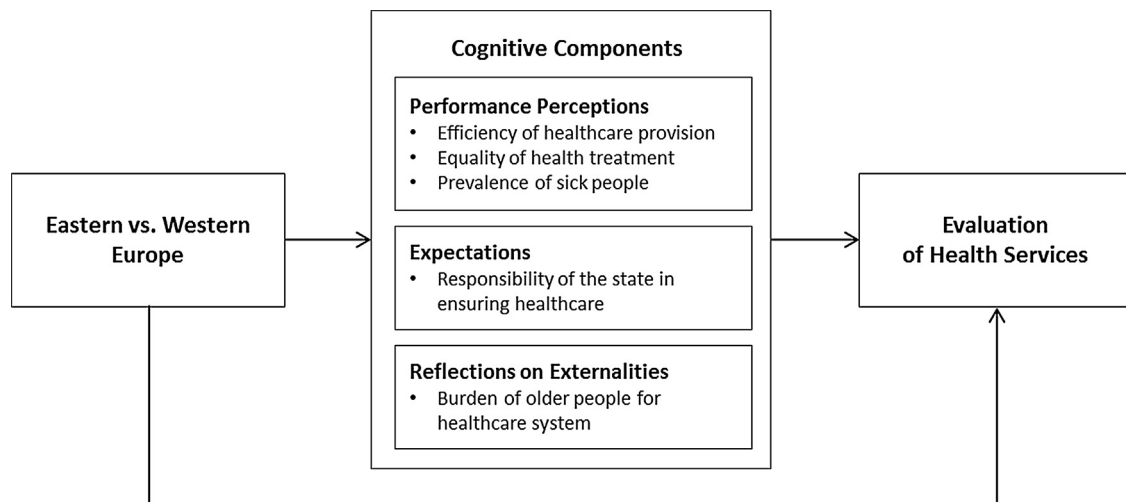 Cognitive Components
Performance Perceptions
• Efficiency of healthcare provision
• Equality of health treatment
• Prevalence of sick people
Eastern vs. Western
Europe
Expectations
• Responsibility of the state in
ensuring healthcare
Reflections on Externalities
• Burden of older people for
healthcare system
Evaluation
of Health Services